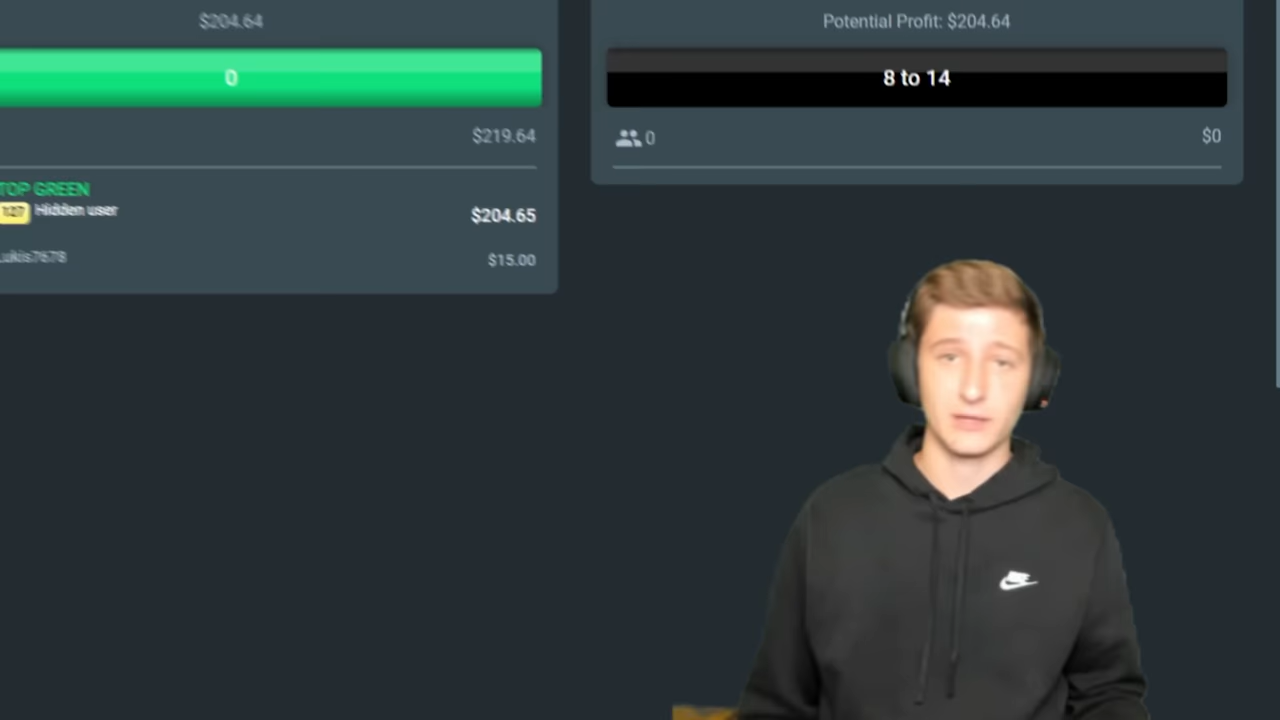 $204.64
0
$219.64
TOP GREEN
127 Hidden user
$204.65
Lukis7678
$15.00
Potential Profit: $204.64
8 to 14
0
$0